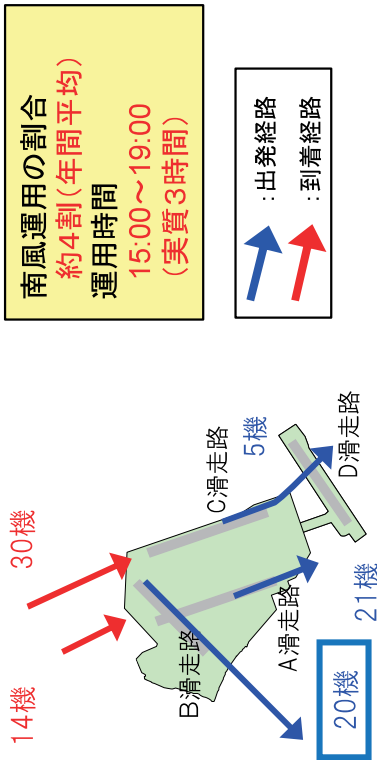 南風運用の割合
約4割(年間平均)
運用時間
15:00~19:00
(実質3時間)
:出発経路
:到着経路
14機
30機
B滑走路
C滑走路
5機
A滑走路
D滑走路
20機
21機